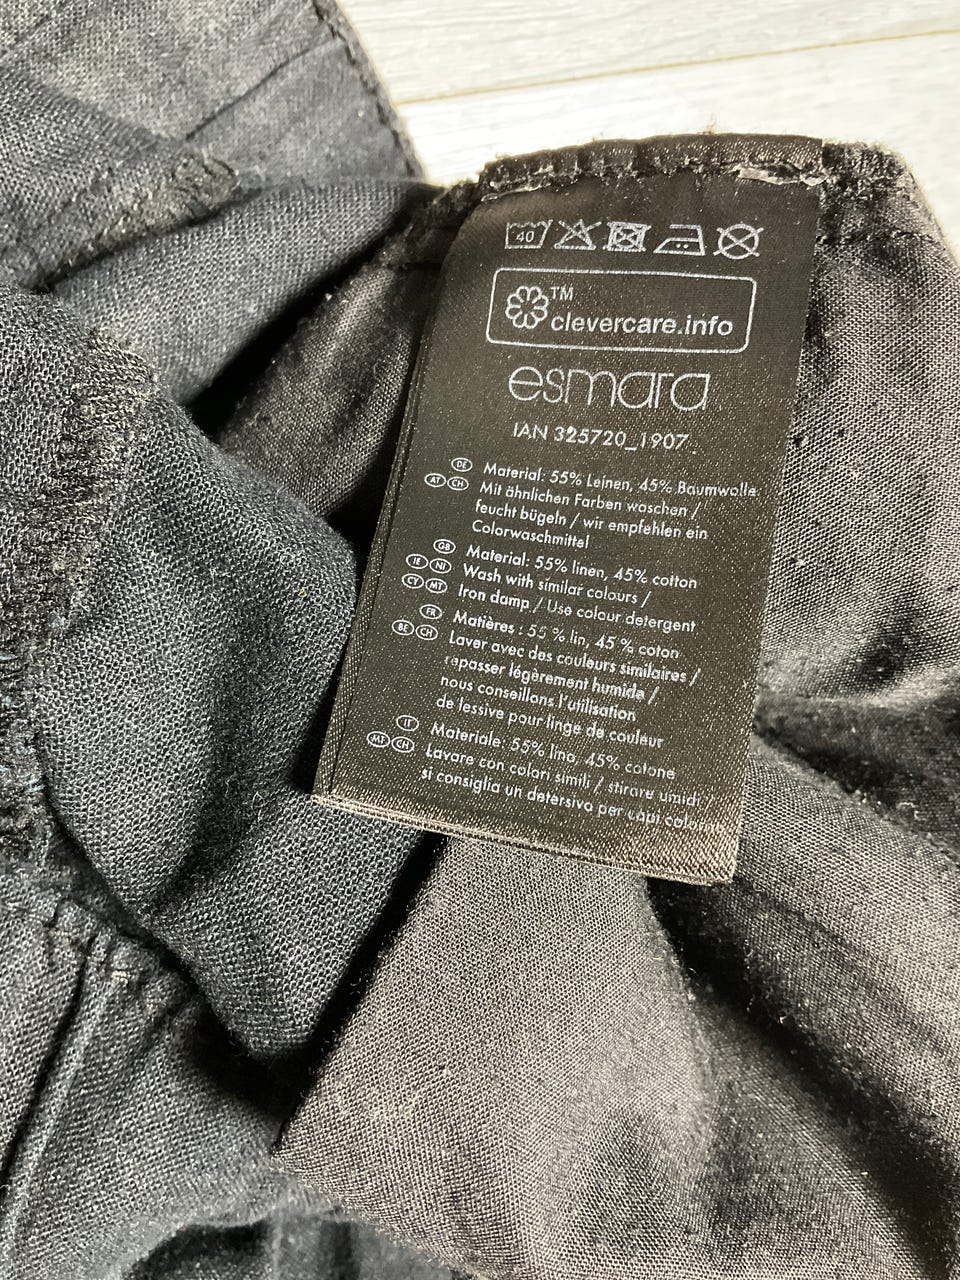 40
TM
clevercare.info
esmara
IAN 325720_1907
DE Material: 55% Leinen, 45% Baumwolle
AT CH Mit ähnlichen Farben waschen /
feucht bügeln / wir empfehlen ein
Colorwaschmittel
GB Material: 55% linen, 45% cotton
IE NI Wash with similar colours /
CY MT Iron damp / Use colour detergent
FR Matières : 55 % lin, 45 % coton
BE CH Laver avec des couleurs similaires /
repasser légèrement humide /
nous conseillons l'utilisation
de lessive pour linge de couleur
IT Materiale: 55% lino, 45% cotone
MT CH Lavare con colori simili / stirare umidi /
si consiglia un detersivo per capi colorati